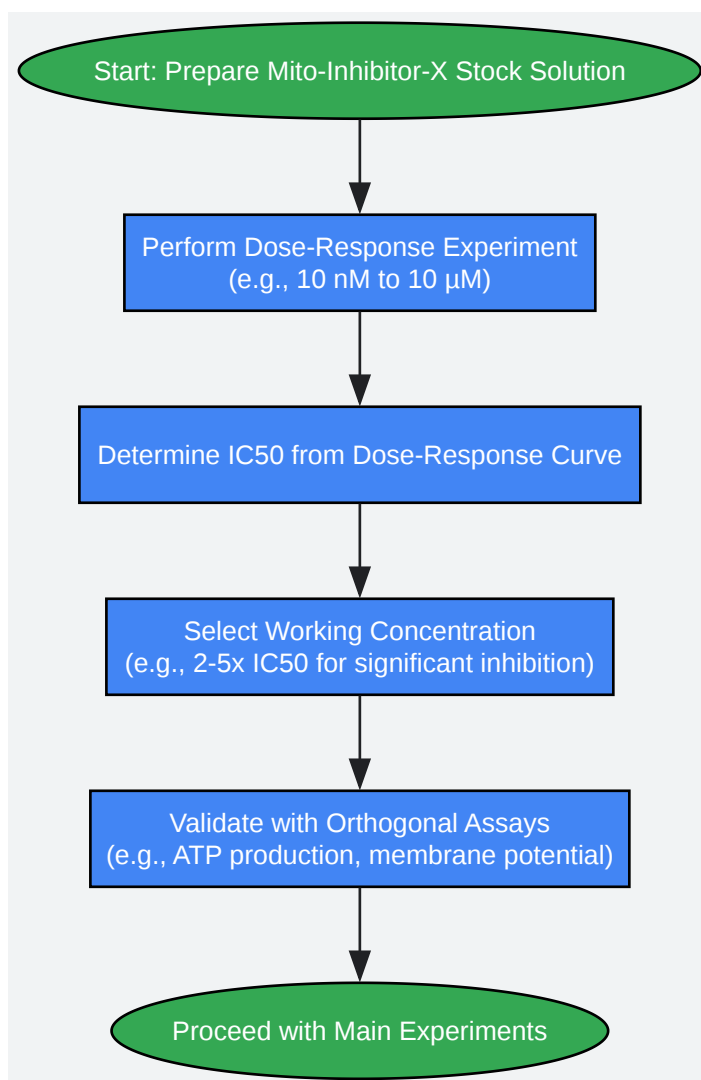 Start: Prepare Mito-Inhibitor-X Stock Solution
Perform Dose-Response Experiment
(e.g., 10 nM to 10 µM)
Determine IC50 from Dose-Response Curve
Select Working Concentration
(e.g., 2-5x IC50 for significant inhibition)
Validate with Orthogonal Assays
(e.g., ATP production, membrane potential)
Proceed with Main Experiments